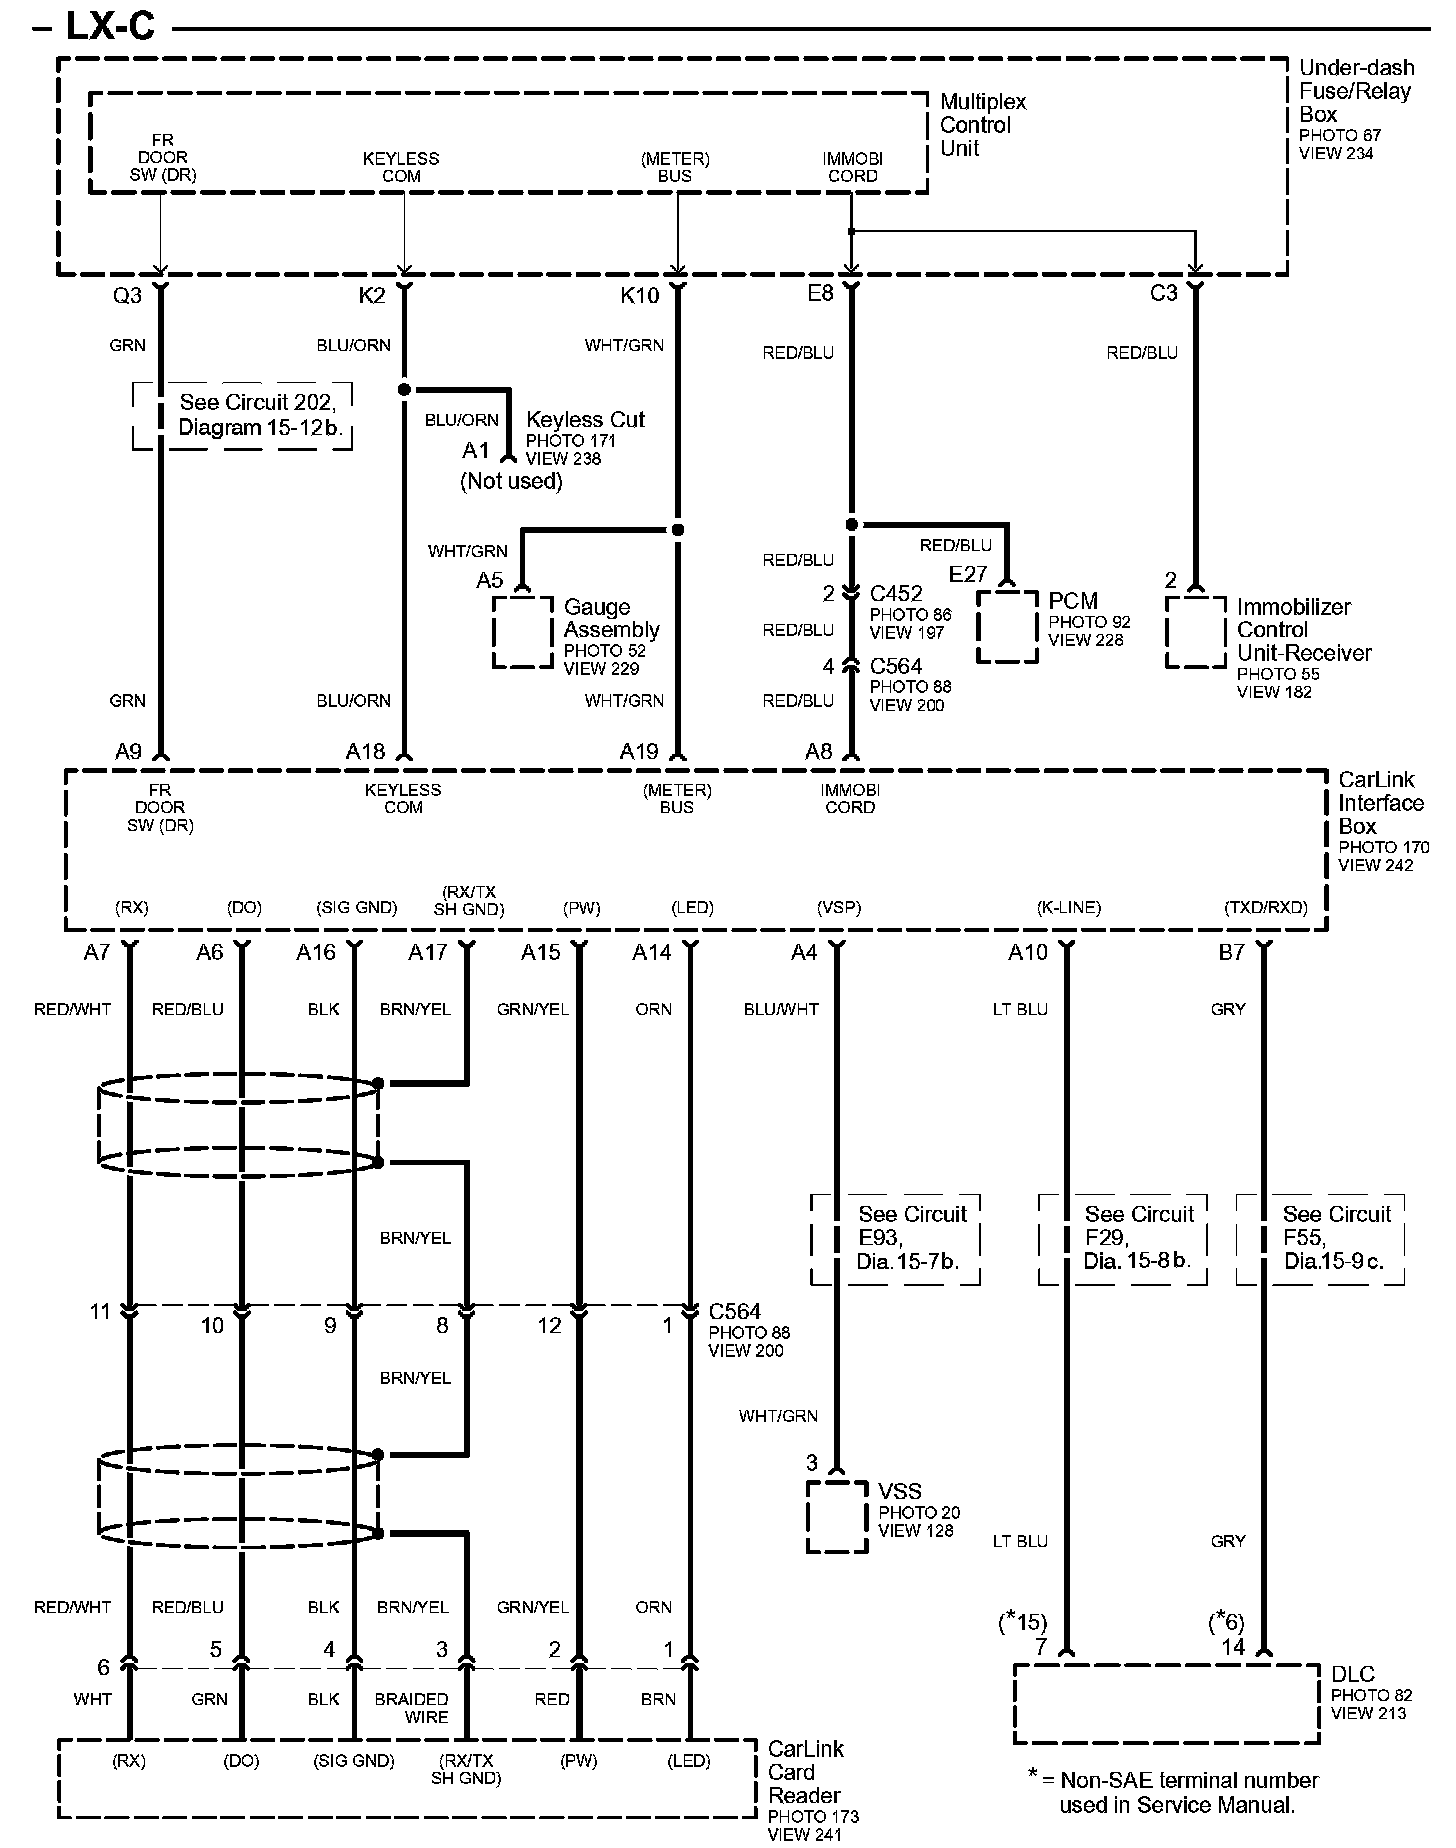 LX-C
Under-dash
Fuse/Relay
Box
PHOTO 67
VIEW 234
Multiplex
Control
Unit
FR
DOOR
SW (DR)
KEYLESS
COM
(METER)
BUS
IMMOBI
CORD
Q3
K2
K10
E8
C3
GRN
BLU/ORN
WHT/GRN
RED/BLU
RED/BLU
See Circuit 202,
Diagram 15-12b.
BLU/ORN
A1
(Not used)
Keyless Cut
PHOTO 171
VIEW 238
WHT/GRN
A5
Gauge
Assembly
PHOTO 52
VIEW 229
RED/BLU
RED/BLU
E27
2
C452
PHOTO 86
VIEW 197
PCM
PHOTO 92
VIEW 228
2
Immobilizer
Control
Unit-Receiver
PHOTO 55
VIEW 182
RED/BLU
4
C564
PHOTO 88
VIEW 200
GRN
BLU/ORN
WHT/GRN
RED/BLU
A9
A18
A19
A8
FR
DOOR
SW (DR)
KEYLESS
COM
(METER)
BUS
IMMOBI
CORD
CarLink
Interface
Box
PHOTO 170
VIEW 242
(RX)
(DO)
(SIG GND)
(RX/TX
SH GND)
(PW)
(LED)
(VSP)
(K-LINE)
(TXD/RXD)
A7
A6
A16
A17
A15
A14
A4
A10
B7
RED/WHT
RED/BLU
BLK
BRN/YEL
GRN/YEL
ORN
BLU/WHT
LT BLU
GRY
BRN/YEL
See Circuit
E93,
Dia.15-7b.
See Circuit
F29,
Dia. 15-8b.
See Circuit
F55,
Dia.15-9c.
11
10
9
8
12
1
C564
PHOTO 88
VIEW 200
BRN/YEL
WHT/GRN
3
VSS
PHOTO 20
VIEW 128
LT BLU
GRY
RED/WHT
RED/BLU
BLK
BRN/YEL
GRN/YEL
ORN
(*15)
7
(*6)
14
6
5
4
3
2
1
DLC
PHOTO 82
VIEW 213
WHT
GRN
BLK
BRAIDED
WIRE
RED
BRN
(RX)
(DO)
(SIG GND)
(RX/TX
SH GND)
(PW)
(LED)
CarLink
Card
Reader
PHOTO 173
VIEW 241
* = Non-SAE terminal number
used in Service Manual.